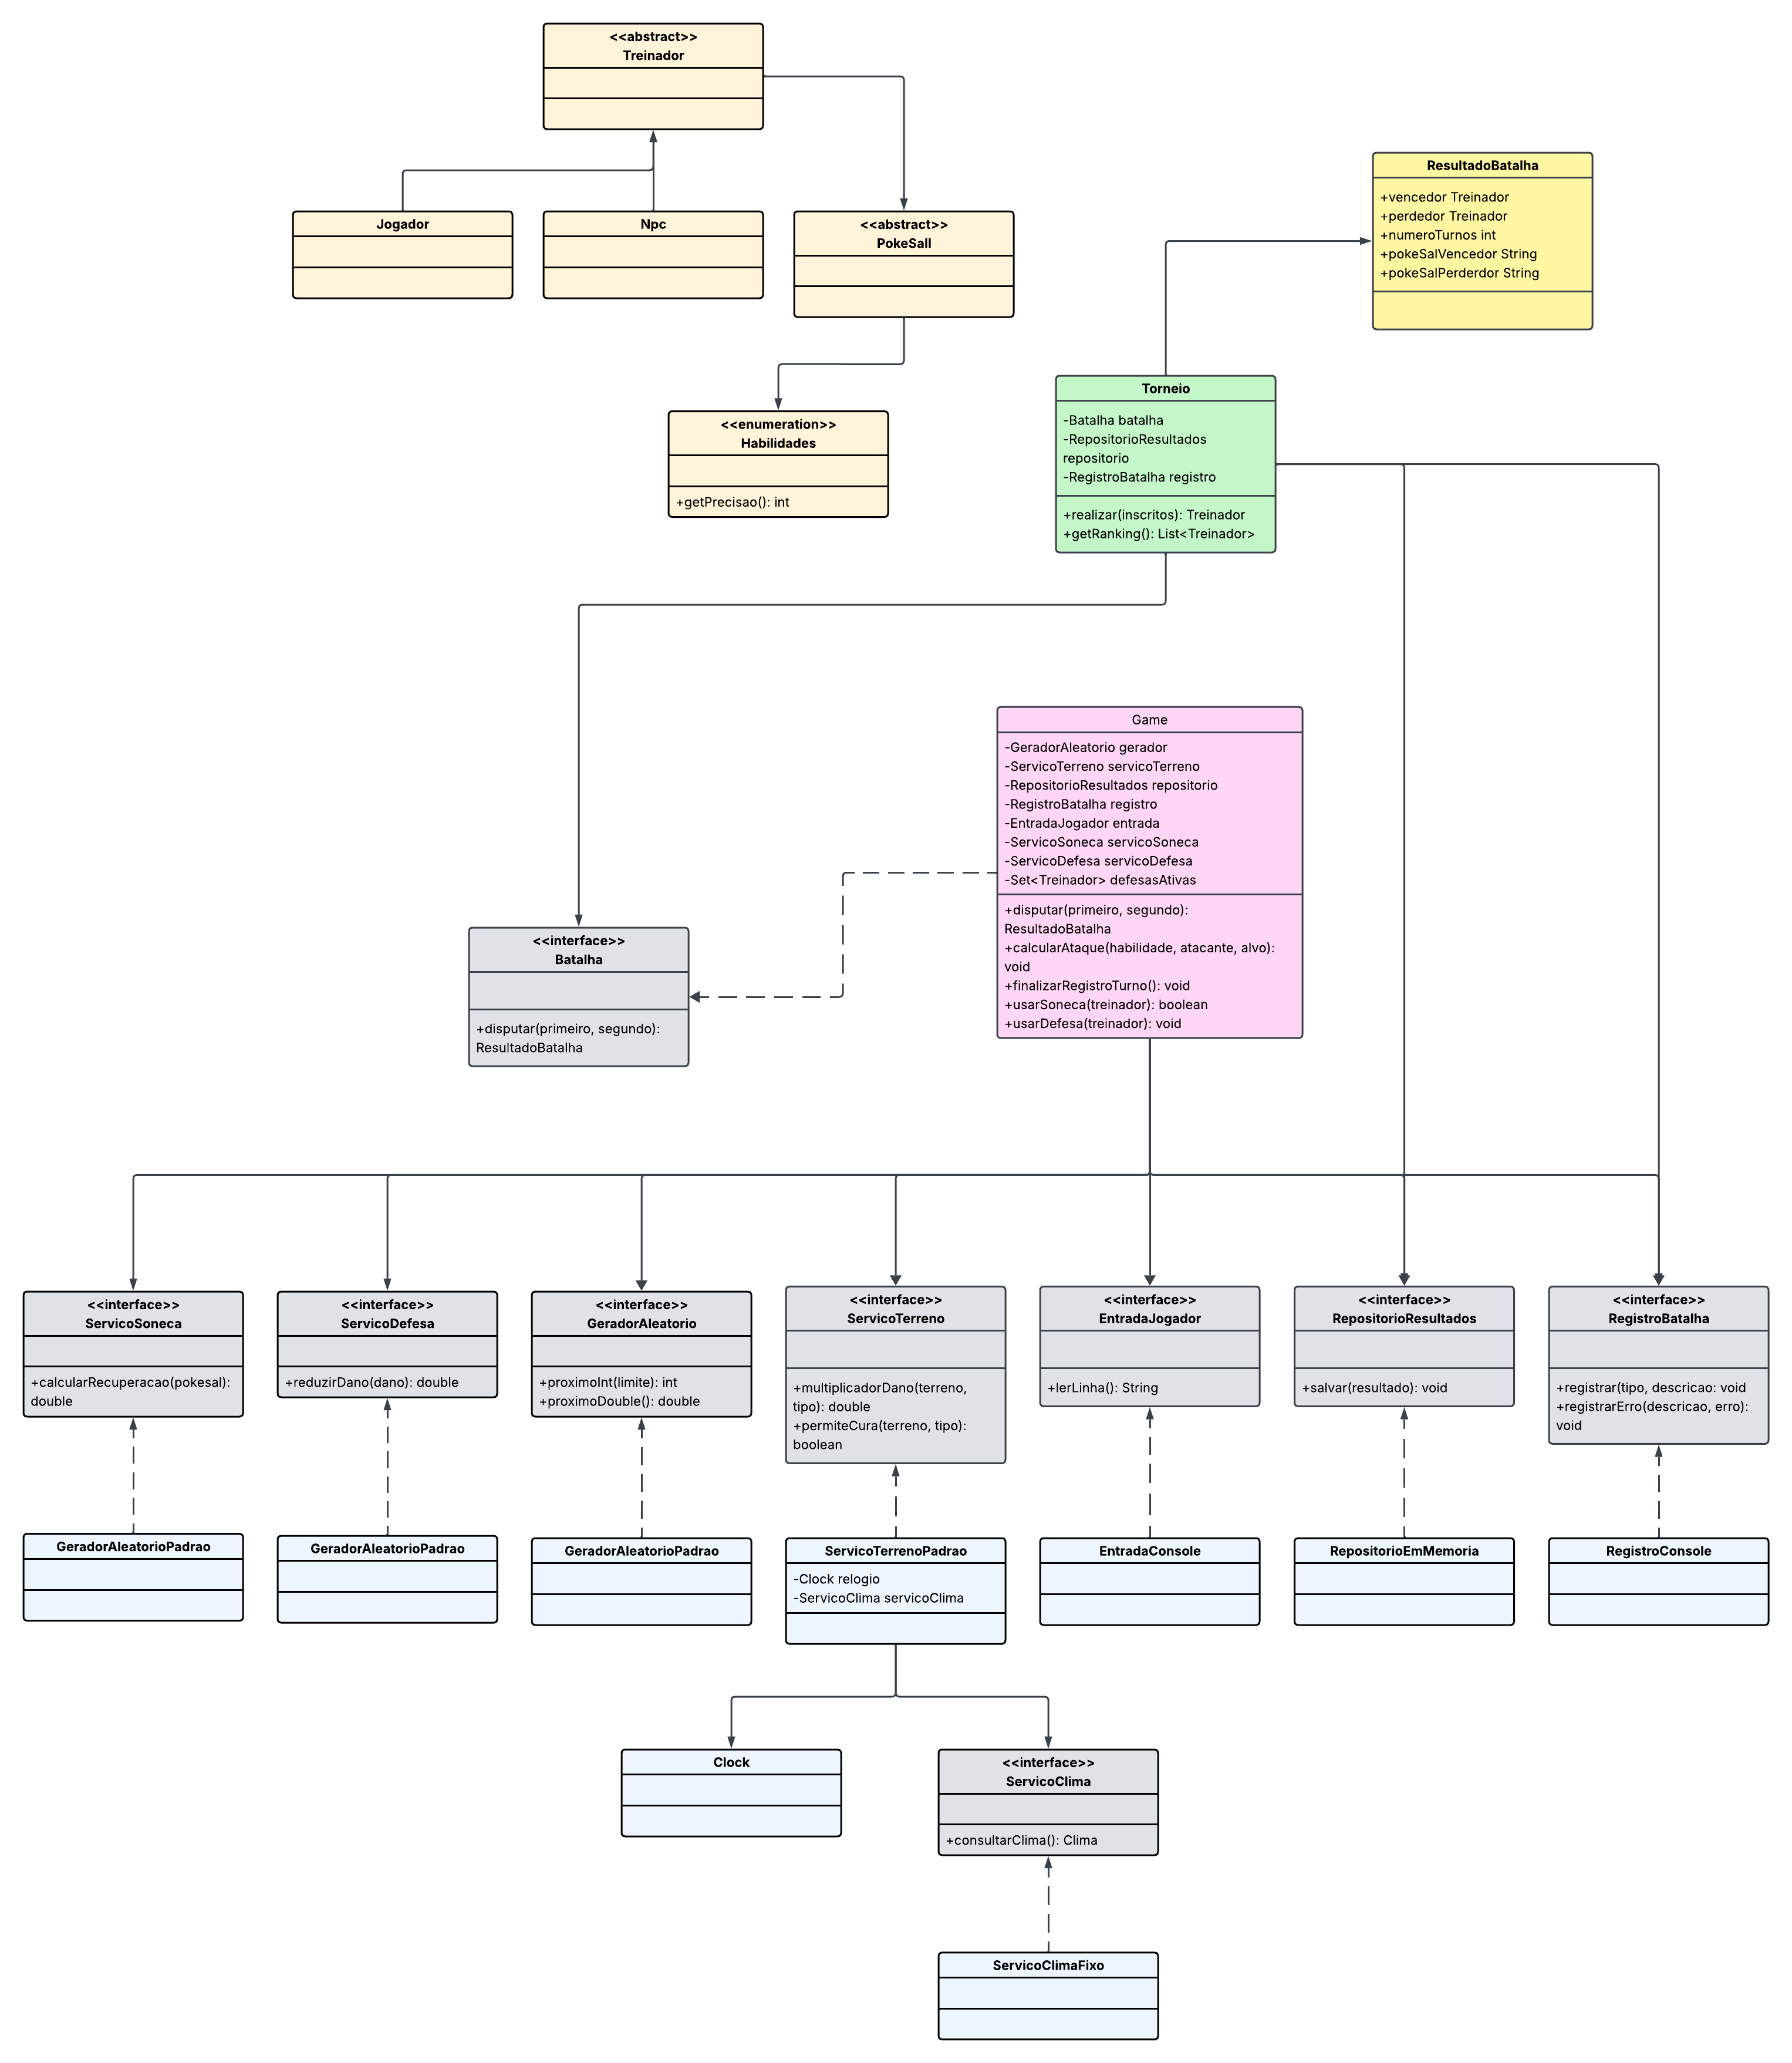 <<abstract>>
Treinador
Jogador
Npc
<<abstract>>
PokeSall
ResultadoBatalha
+vencedor Treinador
+perdedor Treinador
+numeroTurnos int
+pokeSalVencedor String
+pokeSalPerderdor String
<<enumeration>>
Habilidades
+getPrecisao(): int
Torneio
-Batalha batalha
-RepositorioResultados
repositorio
-RegistroBatalha registro
+realizar(inscritos): Treinador
+getRanking(): List<Treinador>
Game
-GeradorAleatorio gerador
-ServicoTerreno servicoTerreno
-RepositorioResultados repositorio
-RegistroBatalha registro
-EntradaJogador entrada
-ServicoSoneca servicoSoneca
-ServicoDefesa servicoDefesa
-Set<Treinador> defesasAtivas
+disputar(primeiro, segundo):
ResultadoBatalha
+calcularAtaque(habilidade, atacante, alvo):
void
+finalizarRegistroTurno(): void
+usarSoneca(treinador): boolean
+usarDefesa(treinador): void
<<interface>>
Batalha
+disputar(primeiro, segundo):
ResultadoBatalha
<<interface>>
ServicoSoneca
+calcularRecuperacao(pokesal):
double
<<interface>>
ServicoDefesa
+reduzirDano(dano): double
<<interface>>
GeradorAleatorio
+proximoInt(limite): int
+proximoDouble(): double
<<interface>>
ServicoTerreno
+multiplicadorDano(terreno,
tipo): double
+permiteCura(terreno, tipo):
boolean
<<interface>>
EntradaJogador
+lerLinha(): String
<<interface>>
RepositorioResultados
+salvar(resultado): void
<<interface>>
RegistroBatalha
+registrar(tipo, descricao: void
+registrarErro(descricao, erro):
void
GeradorAleatorioPadrao
GeradorAleatorioPadrao
GeradorAleatorioPadrao
ServicoTerrenoPadrao
-Clock relogio
-ServicoClima servicoClima
EntradaConsole
RepositorioEmMemoria
RegistroConsole
Clock
<<interface>>
ServicoClima
+consultarClima(): Clima
ServicoClimaFixo